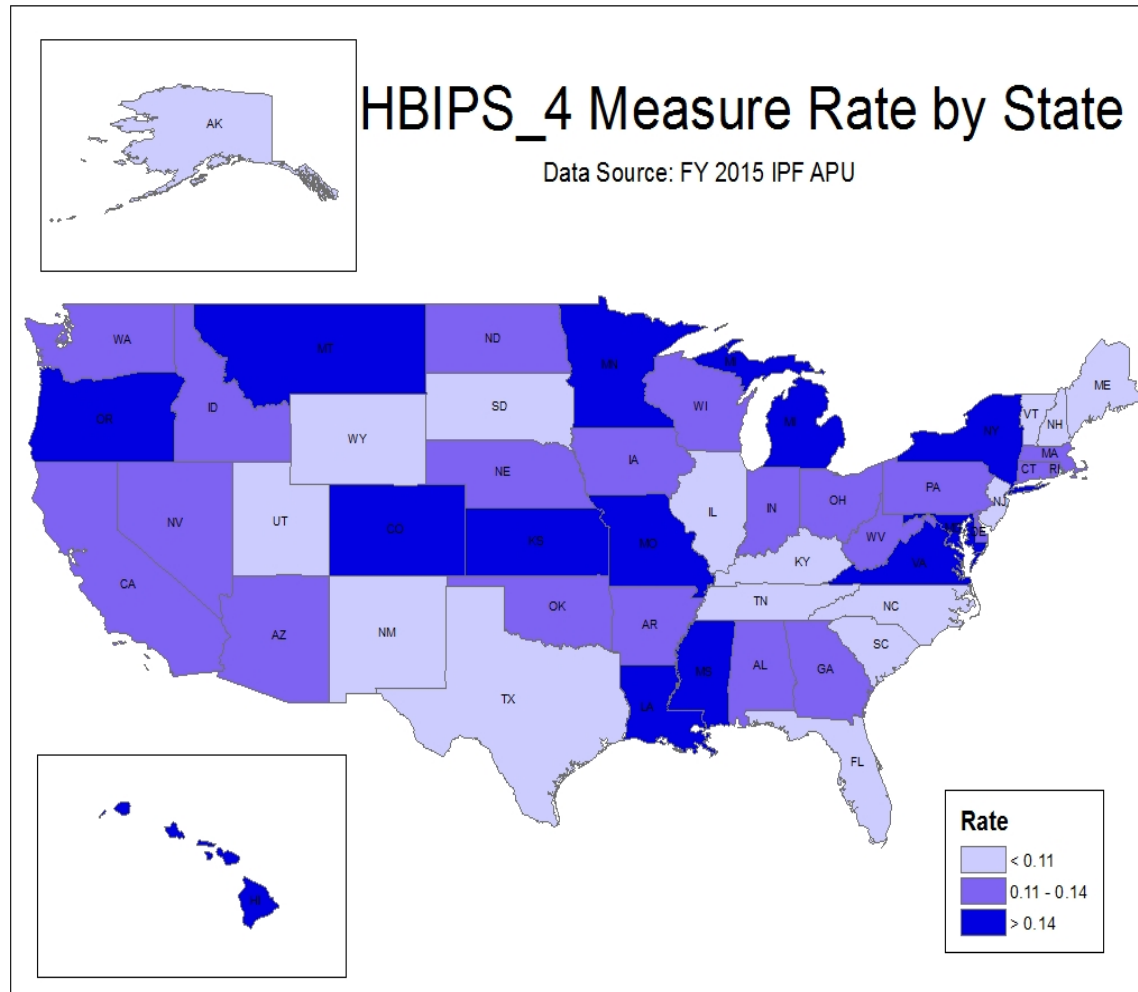 AK
HBIPS_4 Measure Rate by State
Data Source: FY 2015 IPF APU
WA
MT
ND
MN
MI
ME
OR
ID
SD
WI
MI
NY
VT
NH
WY
MA
CT
RI
NE
IA
PA
NJ
NV
UT
CO
KS
MO
IL
IN
OH
WV
MD
DE
VA
KY
CA
AZ
NM
OK
AR
TN
NC
SC
TX
LA
MS
AL
GA
FL
HI
Rate
< 0.11
0.11 - 0.14
> 0.14